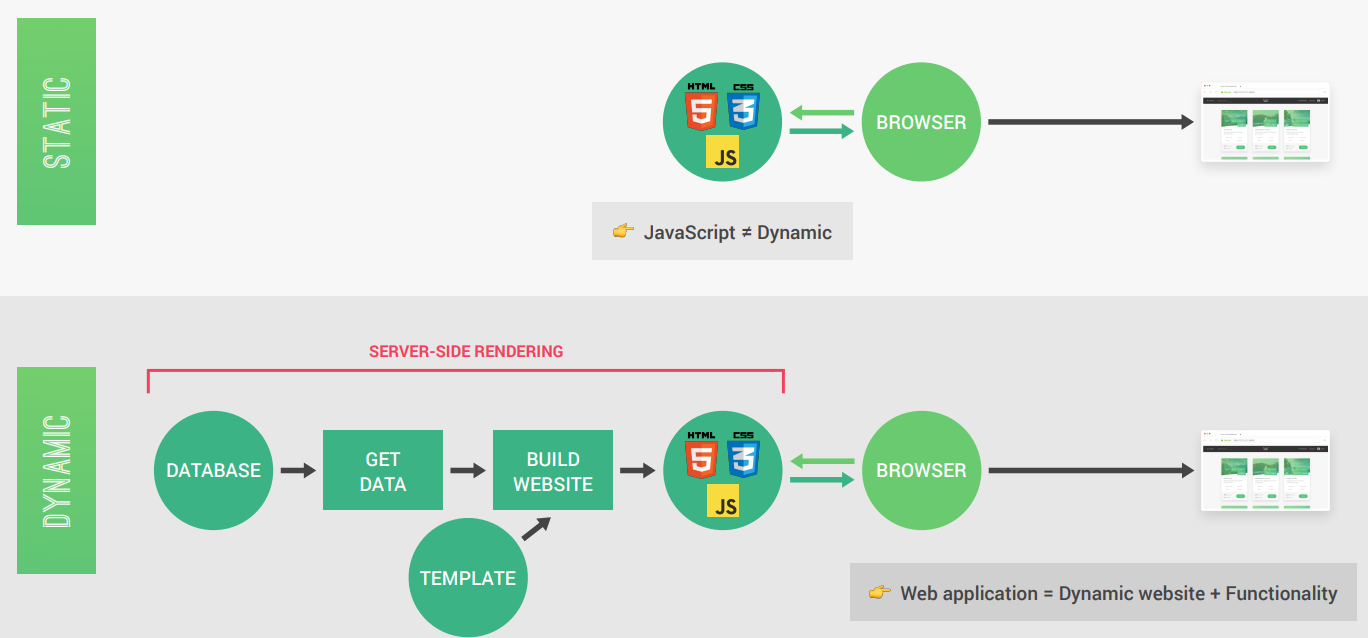 STATIC
HTML
CSS
5
3
JS
BROWSER
JavaScript ≠ Dynamic
SERVER-SIDE RENDERING
DYNAMIC
DATABASE
GET
DATA
BUILD
WEBSITE
TEMPLATE
HTML
CSS
5
3
JS
BROWSER
Web application = Dynamic website + Functionality